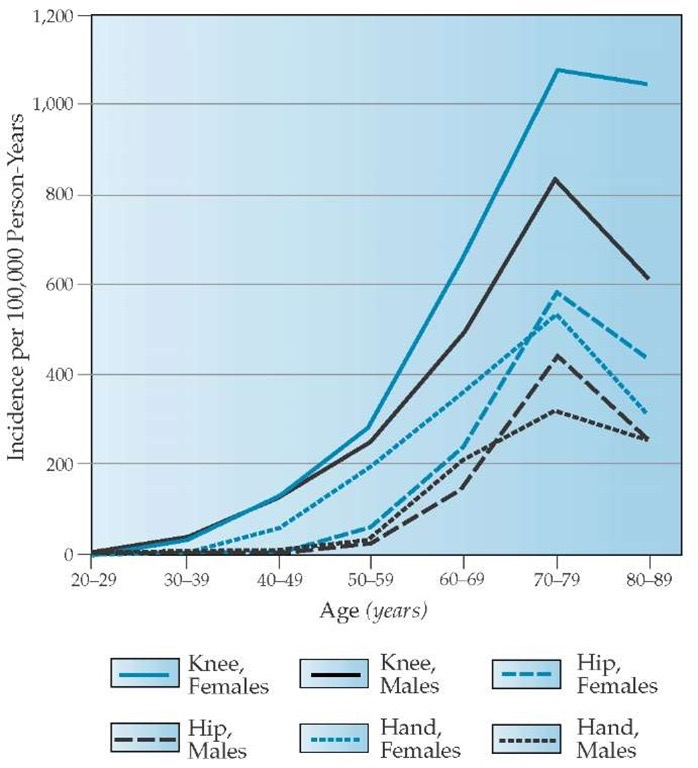 1,200
1,000
800
600
400
200
0
Incidence per 100,000 Person-Years
20–29 30–39 40–49 50–59 60–69 70–79 80–89
Age (years)
Knee,
Females
Knee,
Males
Hip,
Females
Hip,
Males
Hand,
Females
Hand,
Males